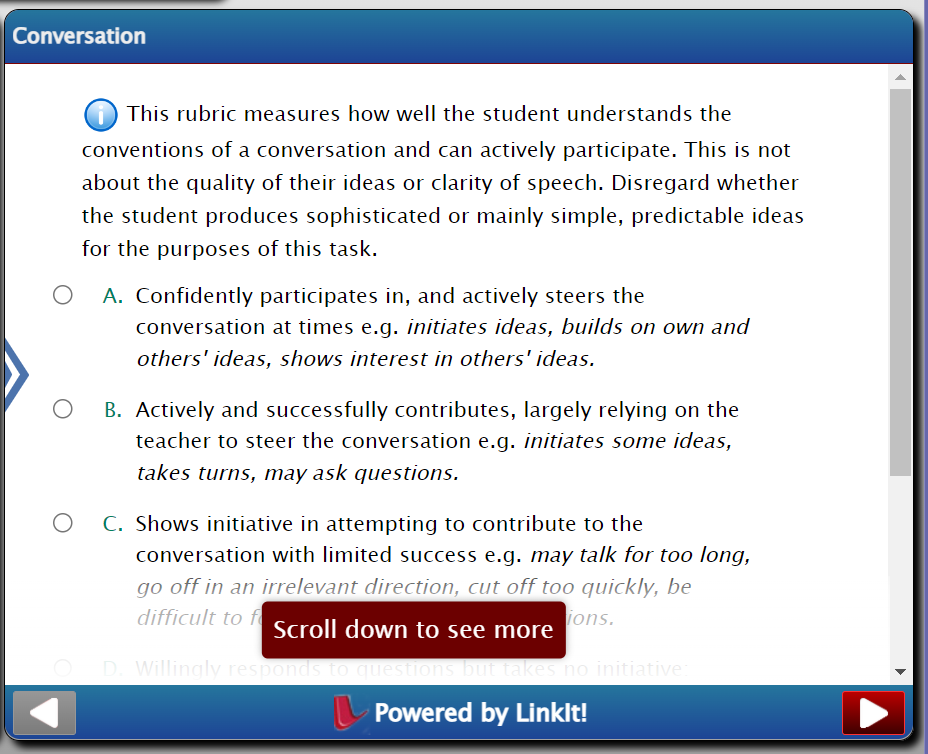 Conversation
This rubric measures how well the student understands the
conventions of a conversation and can actively participate. This is not
about the quality of their ideas or clarity of speech. Disregard whether
the student produces sophisticated or mainly simple, predictable ideas
for the purposes of this task.
A. Confidently participates in, and actively steers the
conversation at times e.g. initiates ideas, builds on own and
others' ideas, shows interest in others' ideas.
B. Actively and successfully contributes, largely relying on the
teacher to steer the conversation e.g. initiates some ideas,
takes turns, may ask questions.
C. Shows initiative in attempting to contribute to the
conversation with limited success e.g. may talk for too long,
go off in an irrelevant direction, cut off too quickly, be
difficult to
Scroll down to see more
D. Willingly responds to questions but takes no initiative:
Powered by LinkIt!